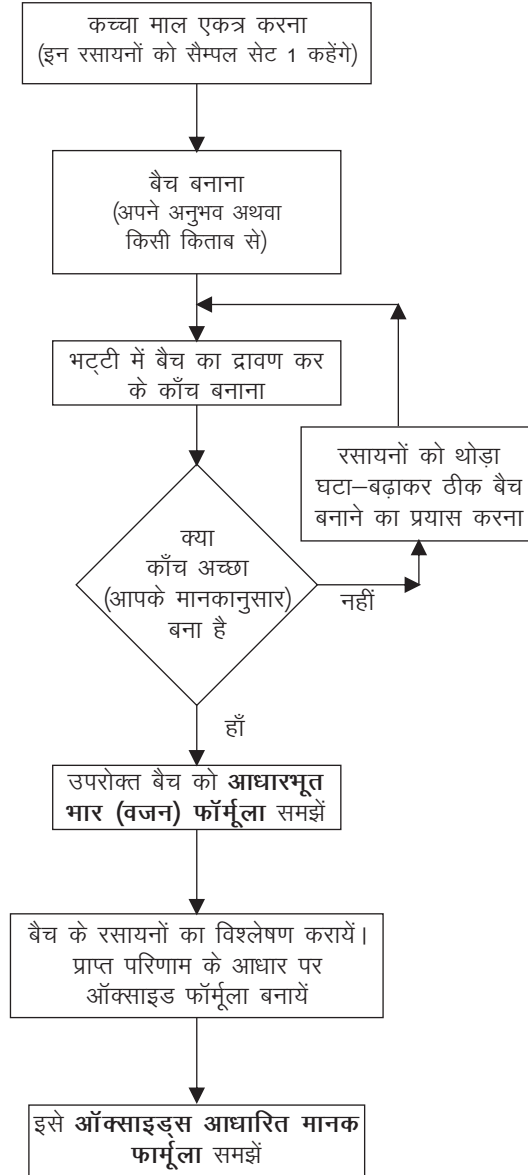 कच्चा माल एकत्र करना
(इन रसायनों को सैम्पल सेट 1 कहेंगे)
बैच बनाना
(अपने अनुभव अथवा
किसी किताब से)
भट्टी में बैच का द्रावण कर
के काँच बनाना
रसायनों को थोड़ा
घटा–बढ़ाकर ठीक बैच
बनाने का प्रयास करना
क्या
काँच अच्छा
(आपके मानकानुसार)
बना है
नहीं
हाँ
उपरोक्त बैच को आधारभूत
भार (वजन) फॉर्मूला समझें
बैच के रसायनों का विश्लेषण करायें।
प्राप्त परिणाम के आधार पर
ऑक्साइड फॉर्मूला बनायें
इसे ऑक्साइड्स आधारित मानक
फार्मूला समझें